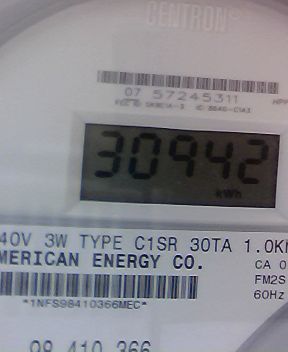 CENTRON
07 57245311
30942
kWh
40V 3W TYPE C1SR 30TA 1.0K
MERICAN ENERGY CO.
CA 0
FM2S
60Hz
*1NFS98410366MEC*
98 410 366